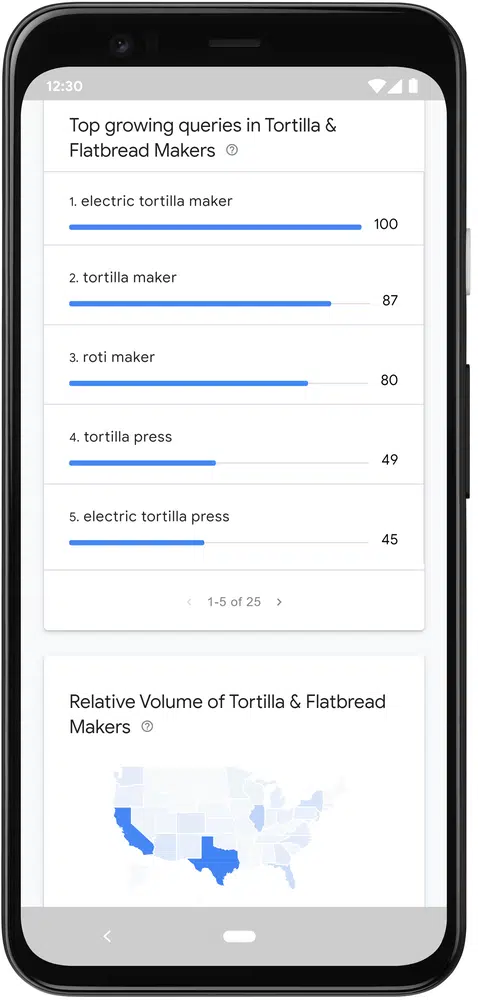 12:30
Top growing queries in Tortilla &
Flatbread Makers
1. electric tortilla maker
100
2. tortilla maker
87
3. roti maker
80
4. tortilla press
49
5. electric tortilla press
45
1-5 of 25
Relative Volume of Tortilla & Flatbread
Makers